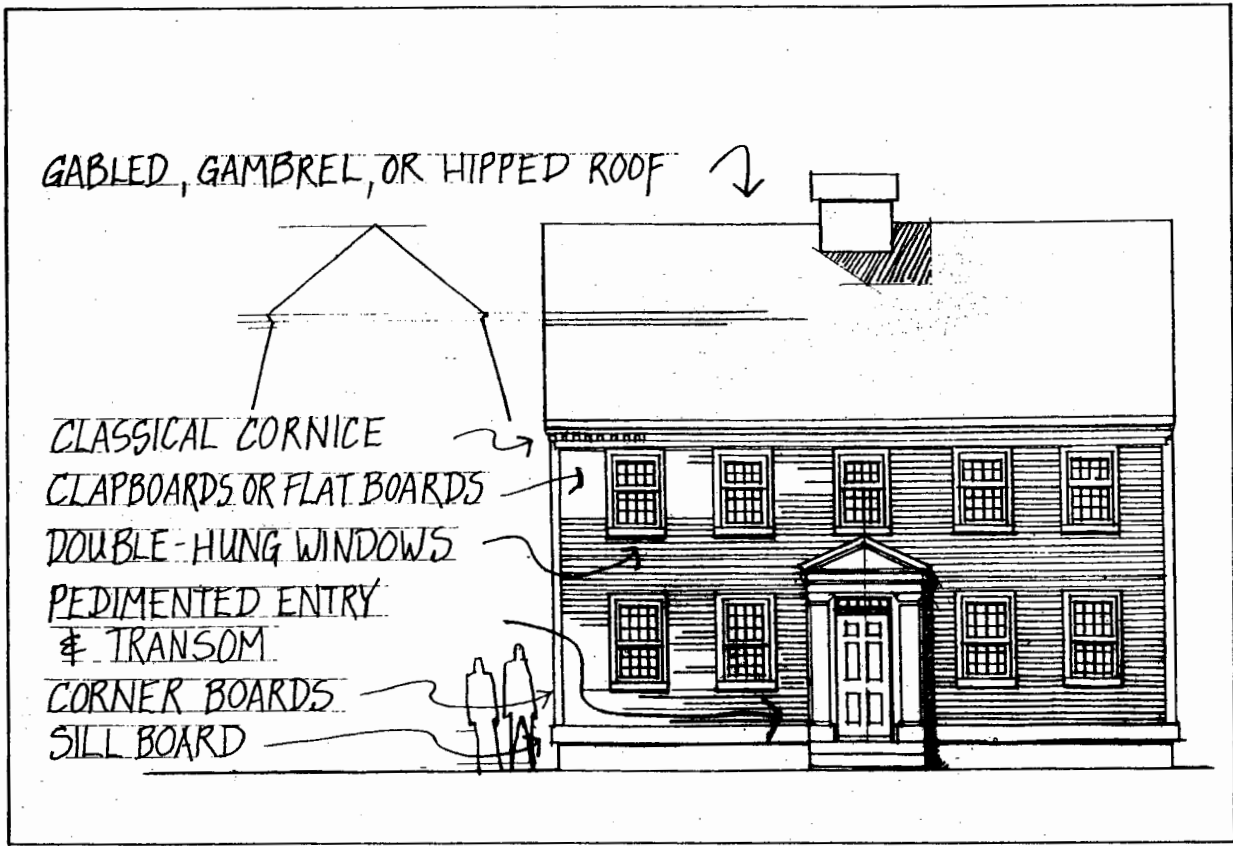 GABLED, GAMBREL, OR HIPPED ROOF
CLASSICAL CORNICE
CLAPBOARDS OR FLAT BOARDS
DOUBLE-HUNG WINDOWS
PEDIMENTED ENTRY
& TRANSOM
CORNER BOARDS
SILL BOARD